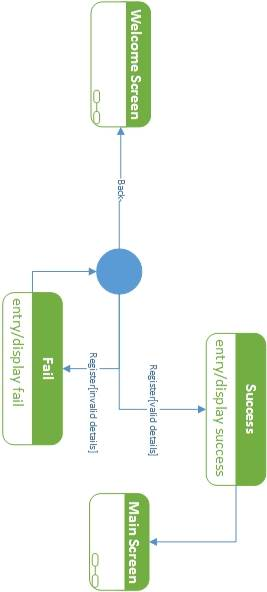 Welcome Screen
Back
Register[valid details]
Register[invalid details]
Success
entry/display success
Fail
entry/display fail
Main Screen